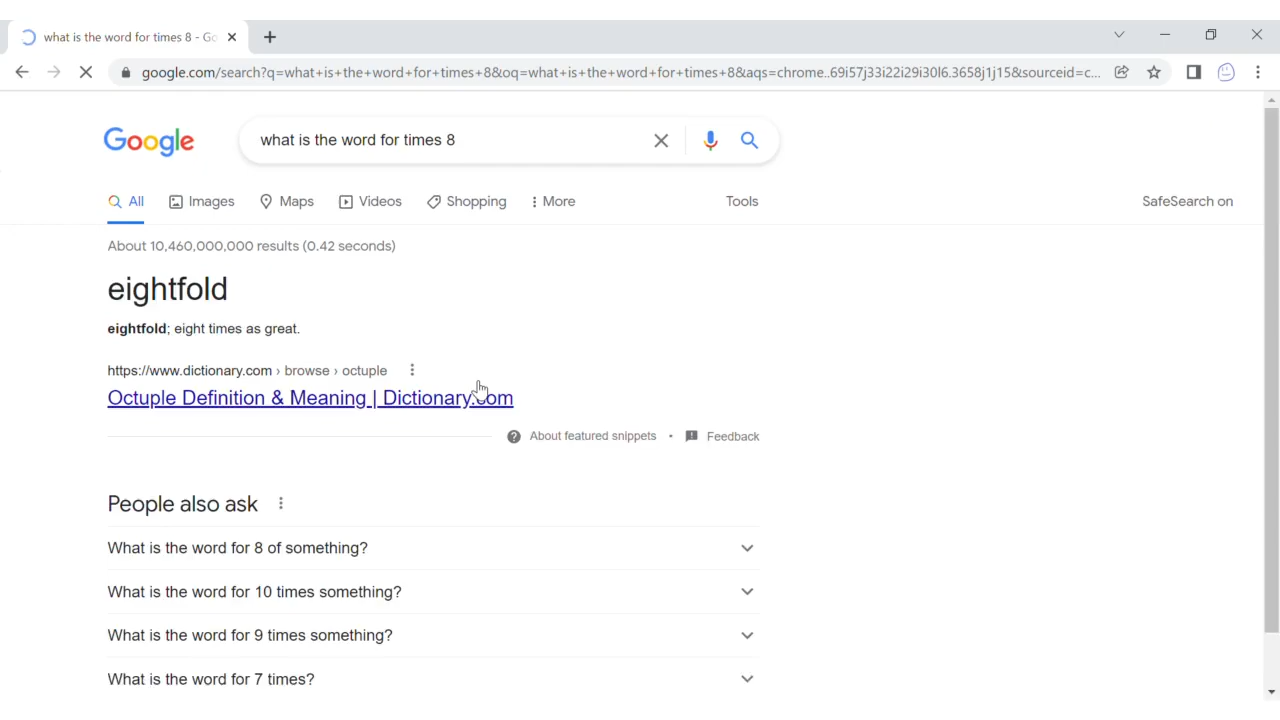 what is the word for times 8 - Go
google.com/search?q=what+is+the+word+for+times+8&oq=what+is+the+word+for+times+8&aqs=chrome..69i57j33i22i29i30l6.3658j1j15&sourceid=c...
Google
what is the word for times 8
All Images Maps Videos Shopping More Tools SafeSearch on
About 10,460,000,000 results (0.42 seconds)
eightfold
eightfold; eight times as great.
https://www.dictionary.com › browse › octuple
Octuple Definition & Meaning | Dictionary.com
About featured snippets • Feedback
People also ask
What is the word for 8 of something?
What is the word for 10 times something?
What is the word for 9 times something?
What is the word for 7 times?